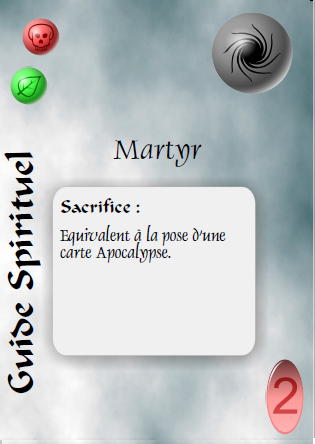 Martyr
Guide Spirituel
Sacrifice :
Equivalent à la pose d'une
carte Apocalypse.
2